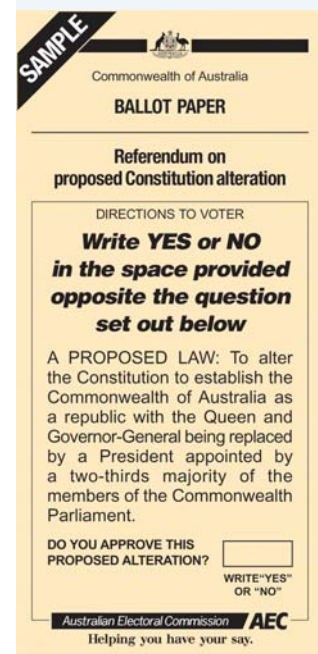 SAMPLE
Commonwealth of Australia
BALLOT PAPER
Referendum on
proposed Constitution alteration
DIRECTIONS TO VOTER
Write YES or NO
in the space provided
opposite the question
set out below
A PROPOSED LAW: To alter
the Constitution to establish the
Commonwealth of Australia as
a republic with the Queen and
Governor-General being replaced
by a President appointed by
a two-thirds majority of the
members of the Commonwealth
Parliament.
DO YOU APPROVE THIS
PROPOSED ALTERATION?
WRITE"YES"
OR "NO"
Australian Electoral Commission AEC
Helping you have your say.